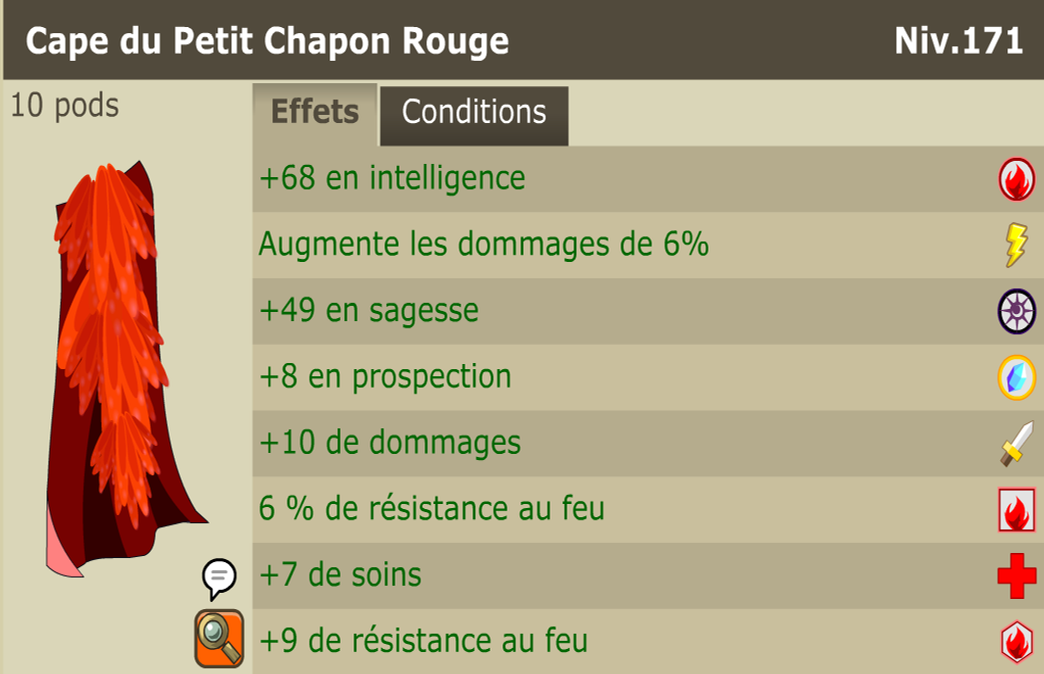 Cape du Petit Chapon Rouge Niv.171
10 pods
Effets Conditions
+68 en intelligence
Augmente les dommages de 6%
+49 en sagesse
+8 en prospection
+10 de dommages
6 % de résistance au feu
+7 de soins
+9 de résistance au feu